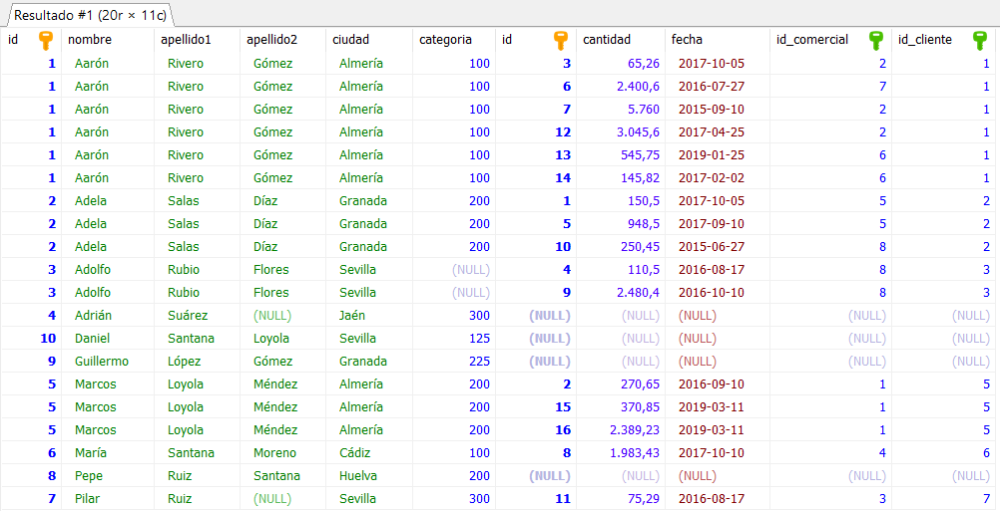 Resultado #1 (20r × 11c)
id nombre apellido1 apellido2 ciudad categoria id cantidad fecha id_comercial id_cliente
1 Aarón Rivero Gómez Almería 100 3 65,26 2017-10-05 2 1
1 Aarón Rivero Gómez Almería 100 6 2.400,6 2016-07-27 7 1
1 Aarón Rivero Gómez Almería 100 7 5.760 2015-09-10 2 1
1 Aarón Rivero Gómez Almería 100 12 3.045,6 2017-04-25 2 1
1 Aarón Rivero Gómez Almería 100 13 545,75 2019-01-25 6 1
1 Aarón Rivero Gómez Almería 100 14 145,82 2017-02-02 6 1
2 Adela Salas Díaz Granada 200 1 150,5 2017-10-05 5 2
2 Adela Salas Díaz Granada 200 5 948,5 2017-09-10 5 2
2 Adela Salas Díaz Granada 200 10 250,45 2015-06-27 8 2
3 Adolfo Rubio Flores Sevilla (NULL) 4 110,5 2016-08-17 8 3
3 Adolfo Rubio Flores Sevilla (NULL) 9 2.480,4 2016-10-10 8 3
4 Adrián Suárez (NULL) Jaén 300 (NULL) (NULL) (NULL) (NULL) (NULL)
10 Daniel Santana Loyola Sevilla 125 (NULL) (NULL) (NULL) (NULL) (NULL)
9 Guillermo López Gómez Granada 225 (NULL) (NULL) (NULL) (NULL) (NULL)
5 Marcos Loyola Méndez Almería 200 2 270,65 2016-09-10 1 5
5 Marcos Loyola Méndez Almería 200 15 370,85 2019-03-11 1 5
5 Marcos Loyola Méndez Almería 200 16 2.389,23 2019-03-11 1 5
6 María Santana Moreno Cádiz 100 8 1.983,43 2017-10-10 4 6
8 Pepe Ruiz Santana Huelva 200 (NULL) (NULL) (NULL) (NULL) (NULL)
7 Pilar Ruiz (NULL) Sevilla 300 11 75,29 2016-08-17 3 7